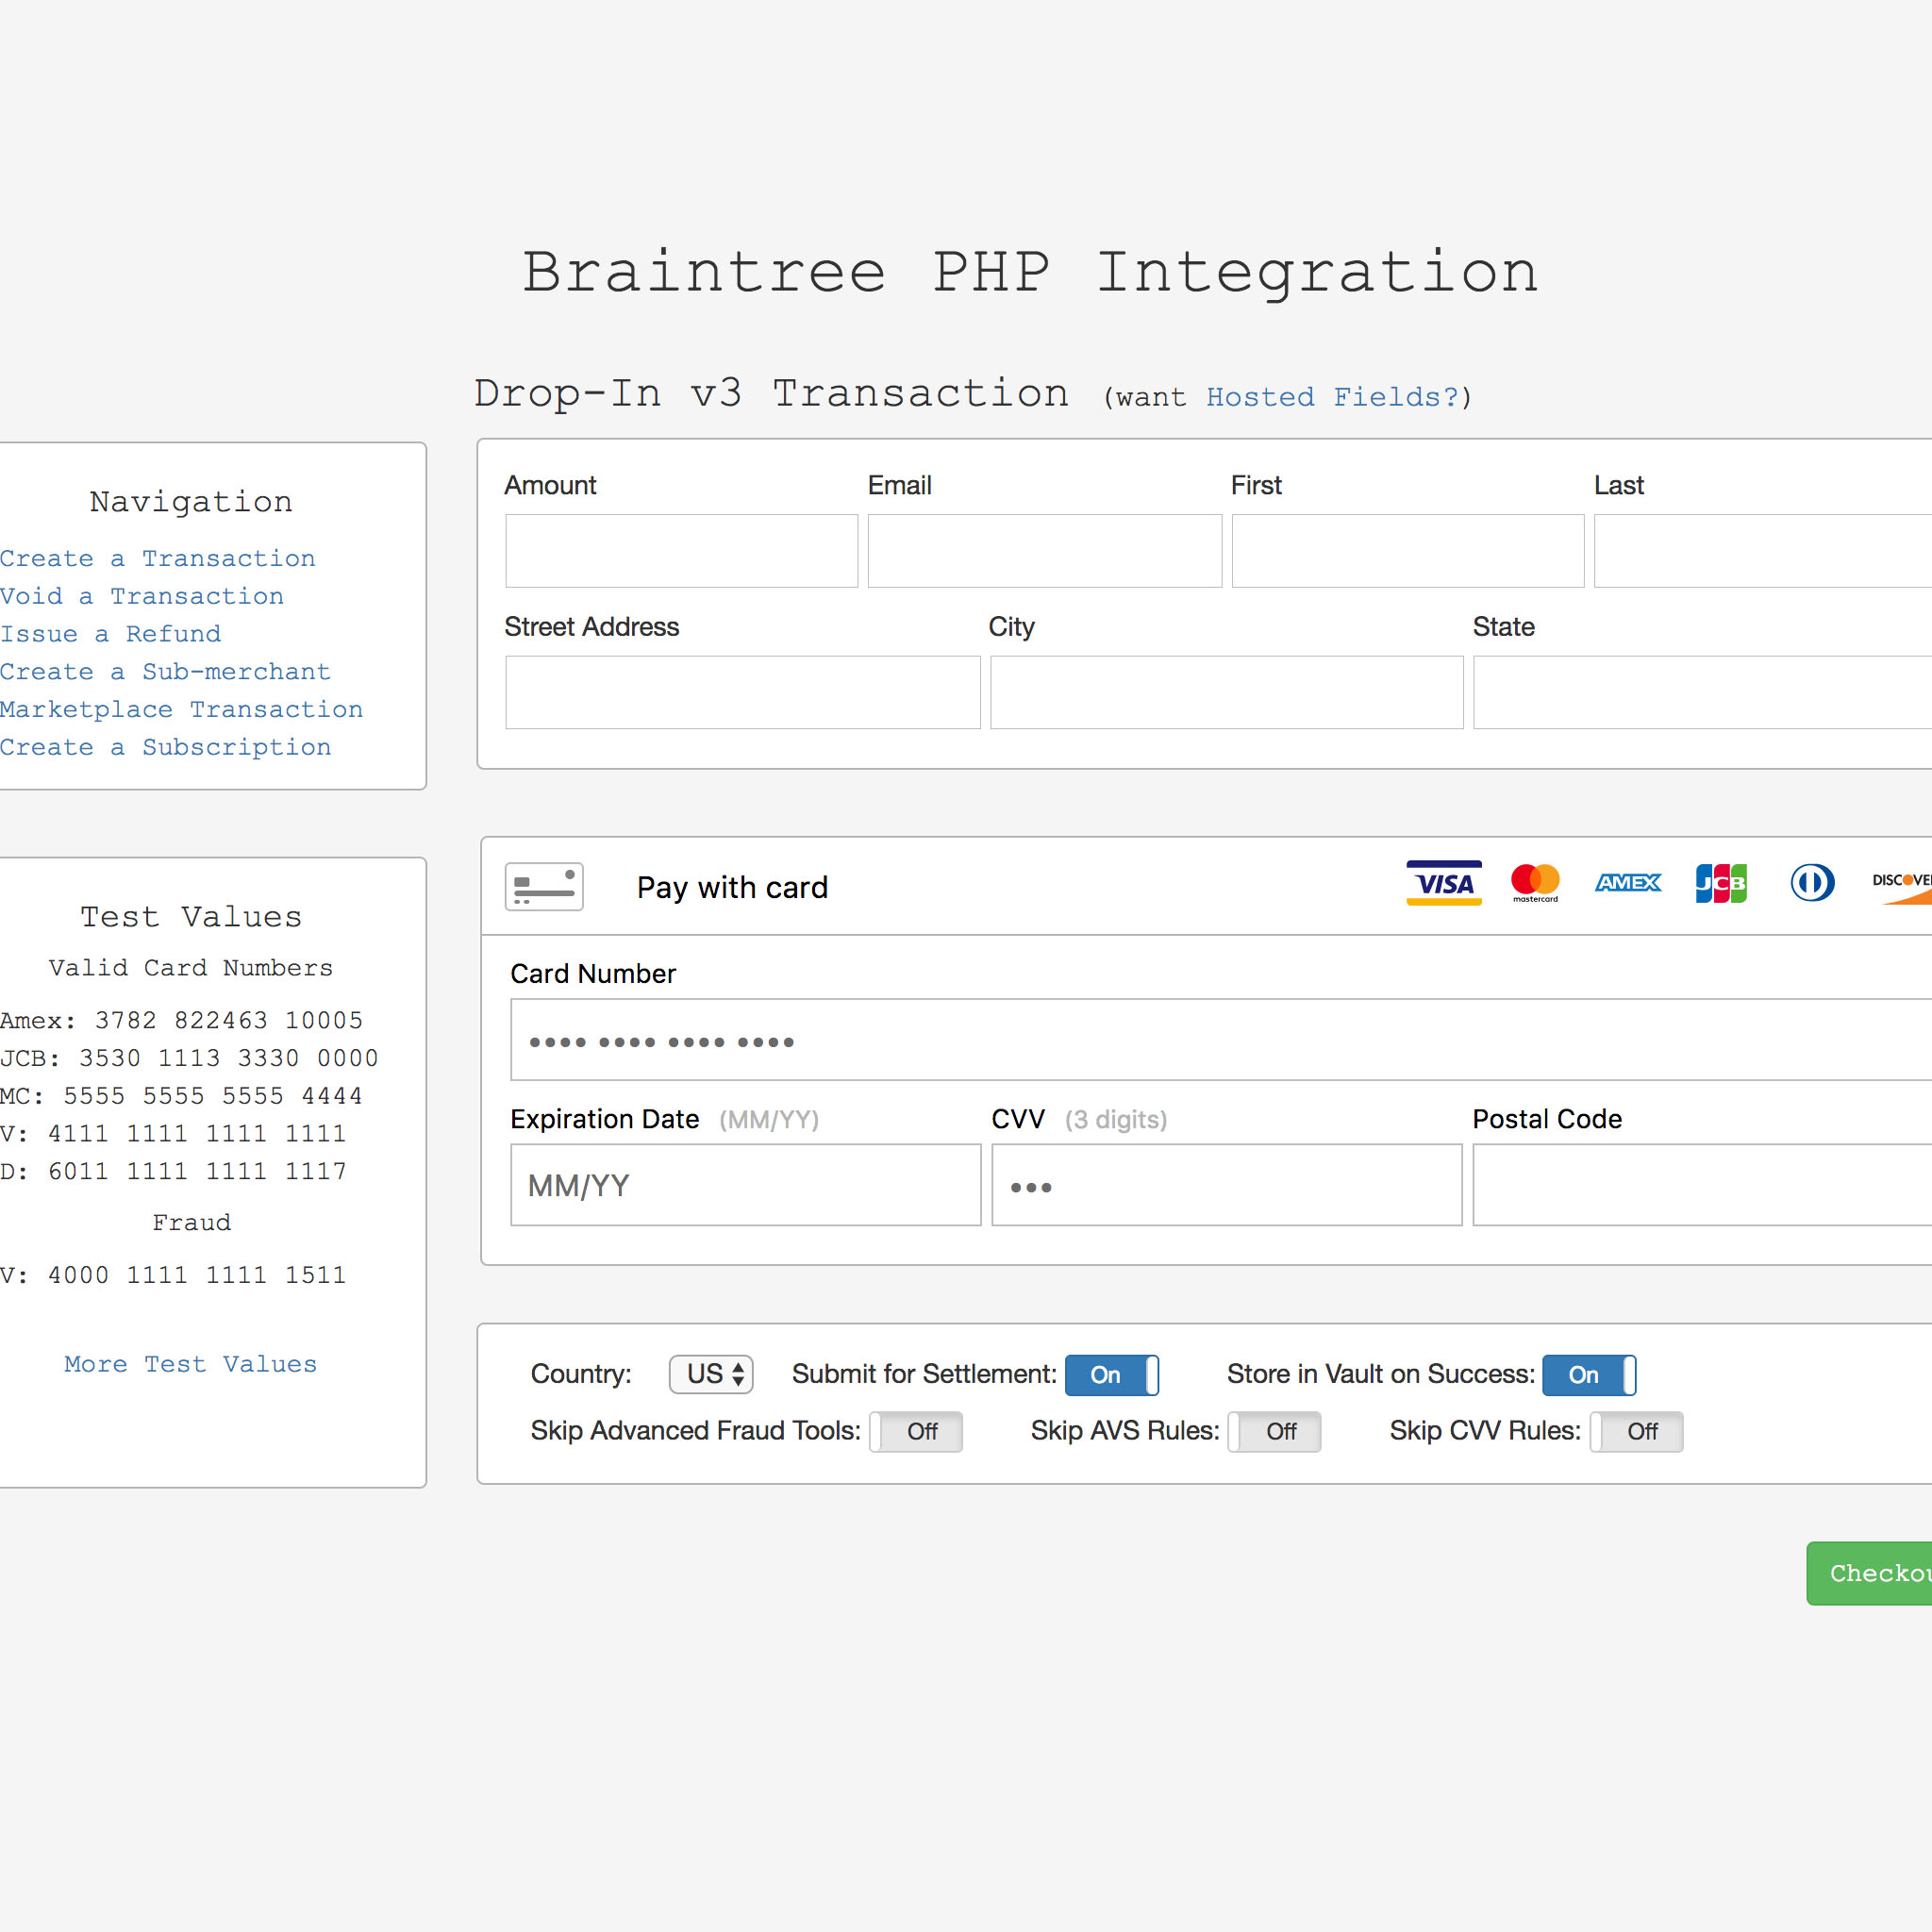 Braintree PHP Integration
Drop-In v3 Transaction (want Hosted Fields?)
Navigation
Create a Transaction
Void a Transaction
Issue a Refund
Create a Sub-merchant
Marketplace Transaction
Create a Subscription
Test Values
Valid Card Numbers
Amex: 3782 822463 10005
JCB: 3530 1113 3330 0000
MC: 5555 5555 5555 4444
V: 4111 1111 1111 1111
D: 6011 1111 1111 1117
Fraud
V: 4000 1111 1111 1511
More Test Values
Amount Email First Last
Street Address City State
Pay with card VISA mastercard AMEX JCB DISCOVE
Card Number
•••• •••• •••• ••••
Expiration Date (MM/YY) CVV (3 digits) Postal Code
MM/YY •••
Country: US Submit for Settlement: On Store in Vault on Success: On
Skip Advanced Fraud Tools: Off Skip AVS Rules: Off Skip CVV Rules: Off
Checkou